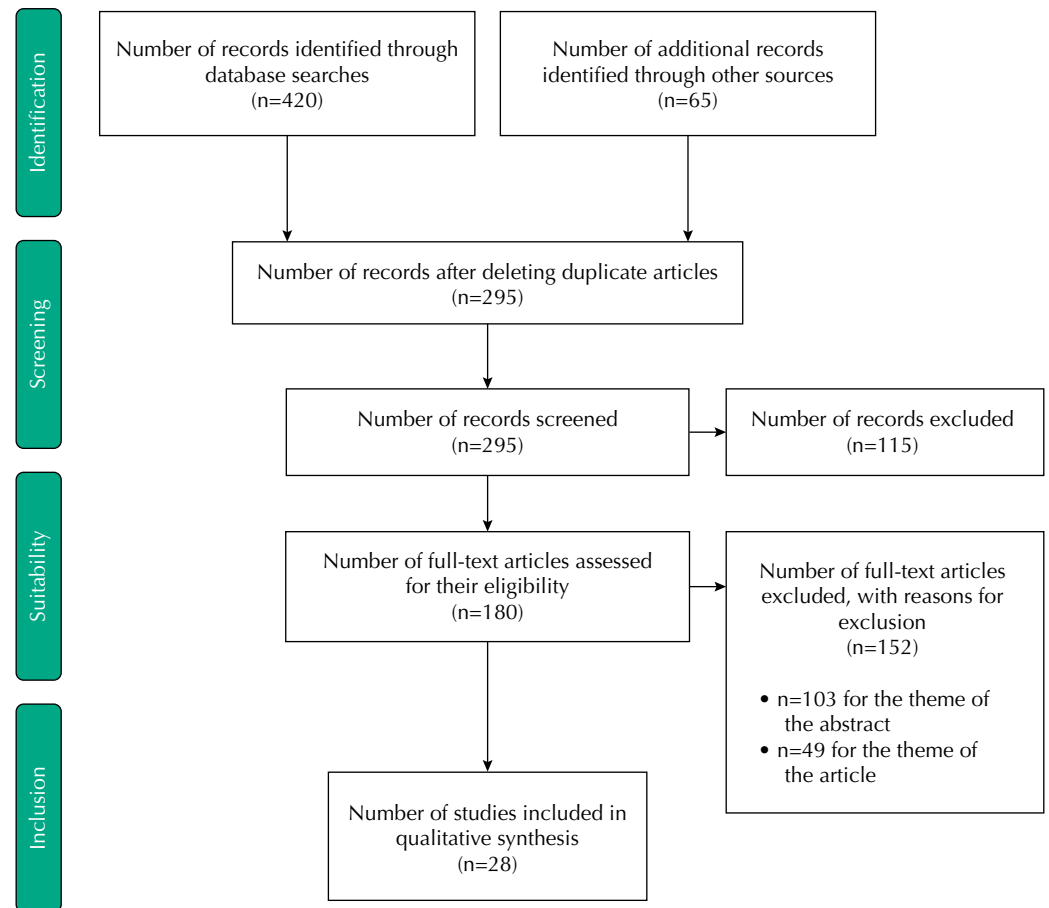 Identification
Number of records identified through
database searches
(n=420)
Number of additional records
identified through other sources
(n=65)
Screening
Number of records after deleting duplicate articles
(n=295)
Number of records screened
(n=295)
Number of records excluded
(n=115)
Suitability
Number of full-text articles assessed
for their eligibility
(n=180)
Number of full-text articles
excluded, with reasons for
exclusion
(n=152)
• n=103 for the theme of
the abstract
• n=49 for the theme of
the article
Inclusion
Number of studies included in
qualitative synthesis
(n=28)